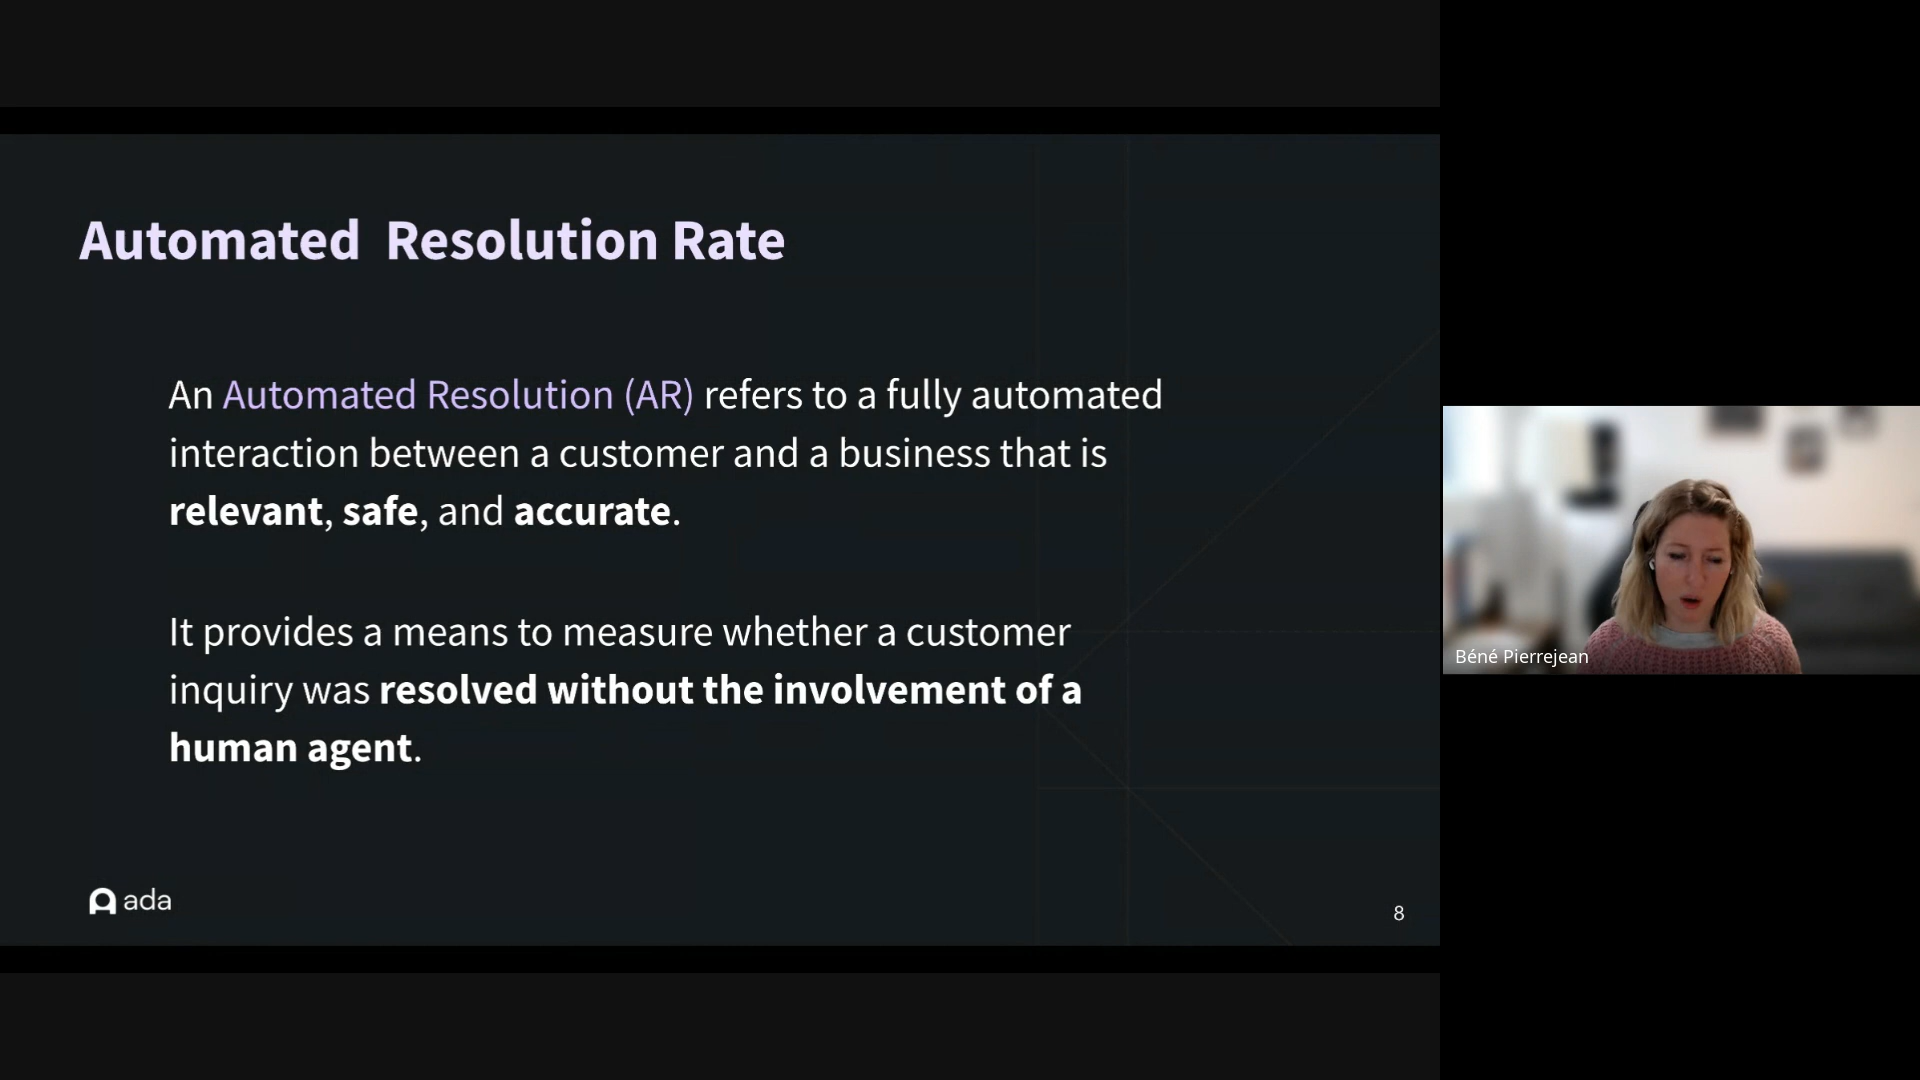 Automated  Resolution Rate
An Automated Resolution (AR) refers to a fully automated
interaction between a customer and a business that is
relevant, safe, and accurate.
It provides a means to measure whether a customer
inquiry was resolved without the involvement of a
human agent.
ada
8
Béné Pierrejean